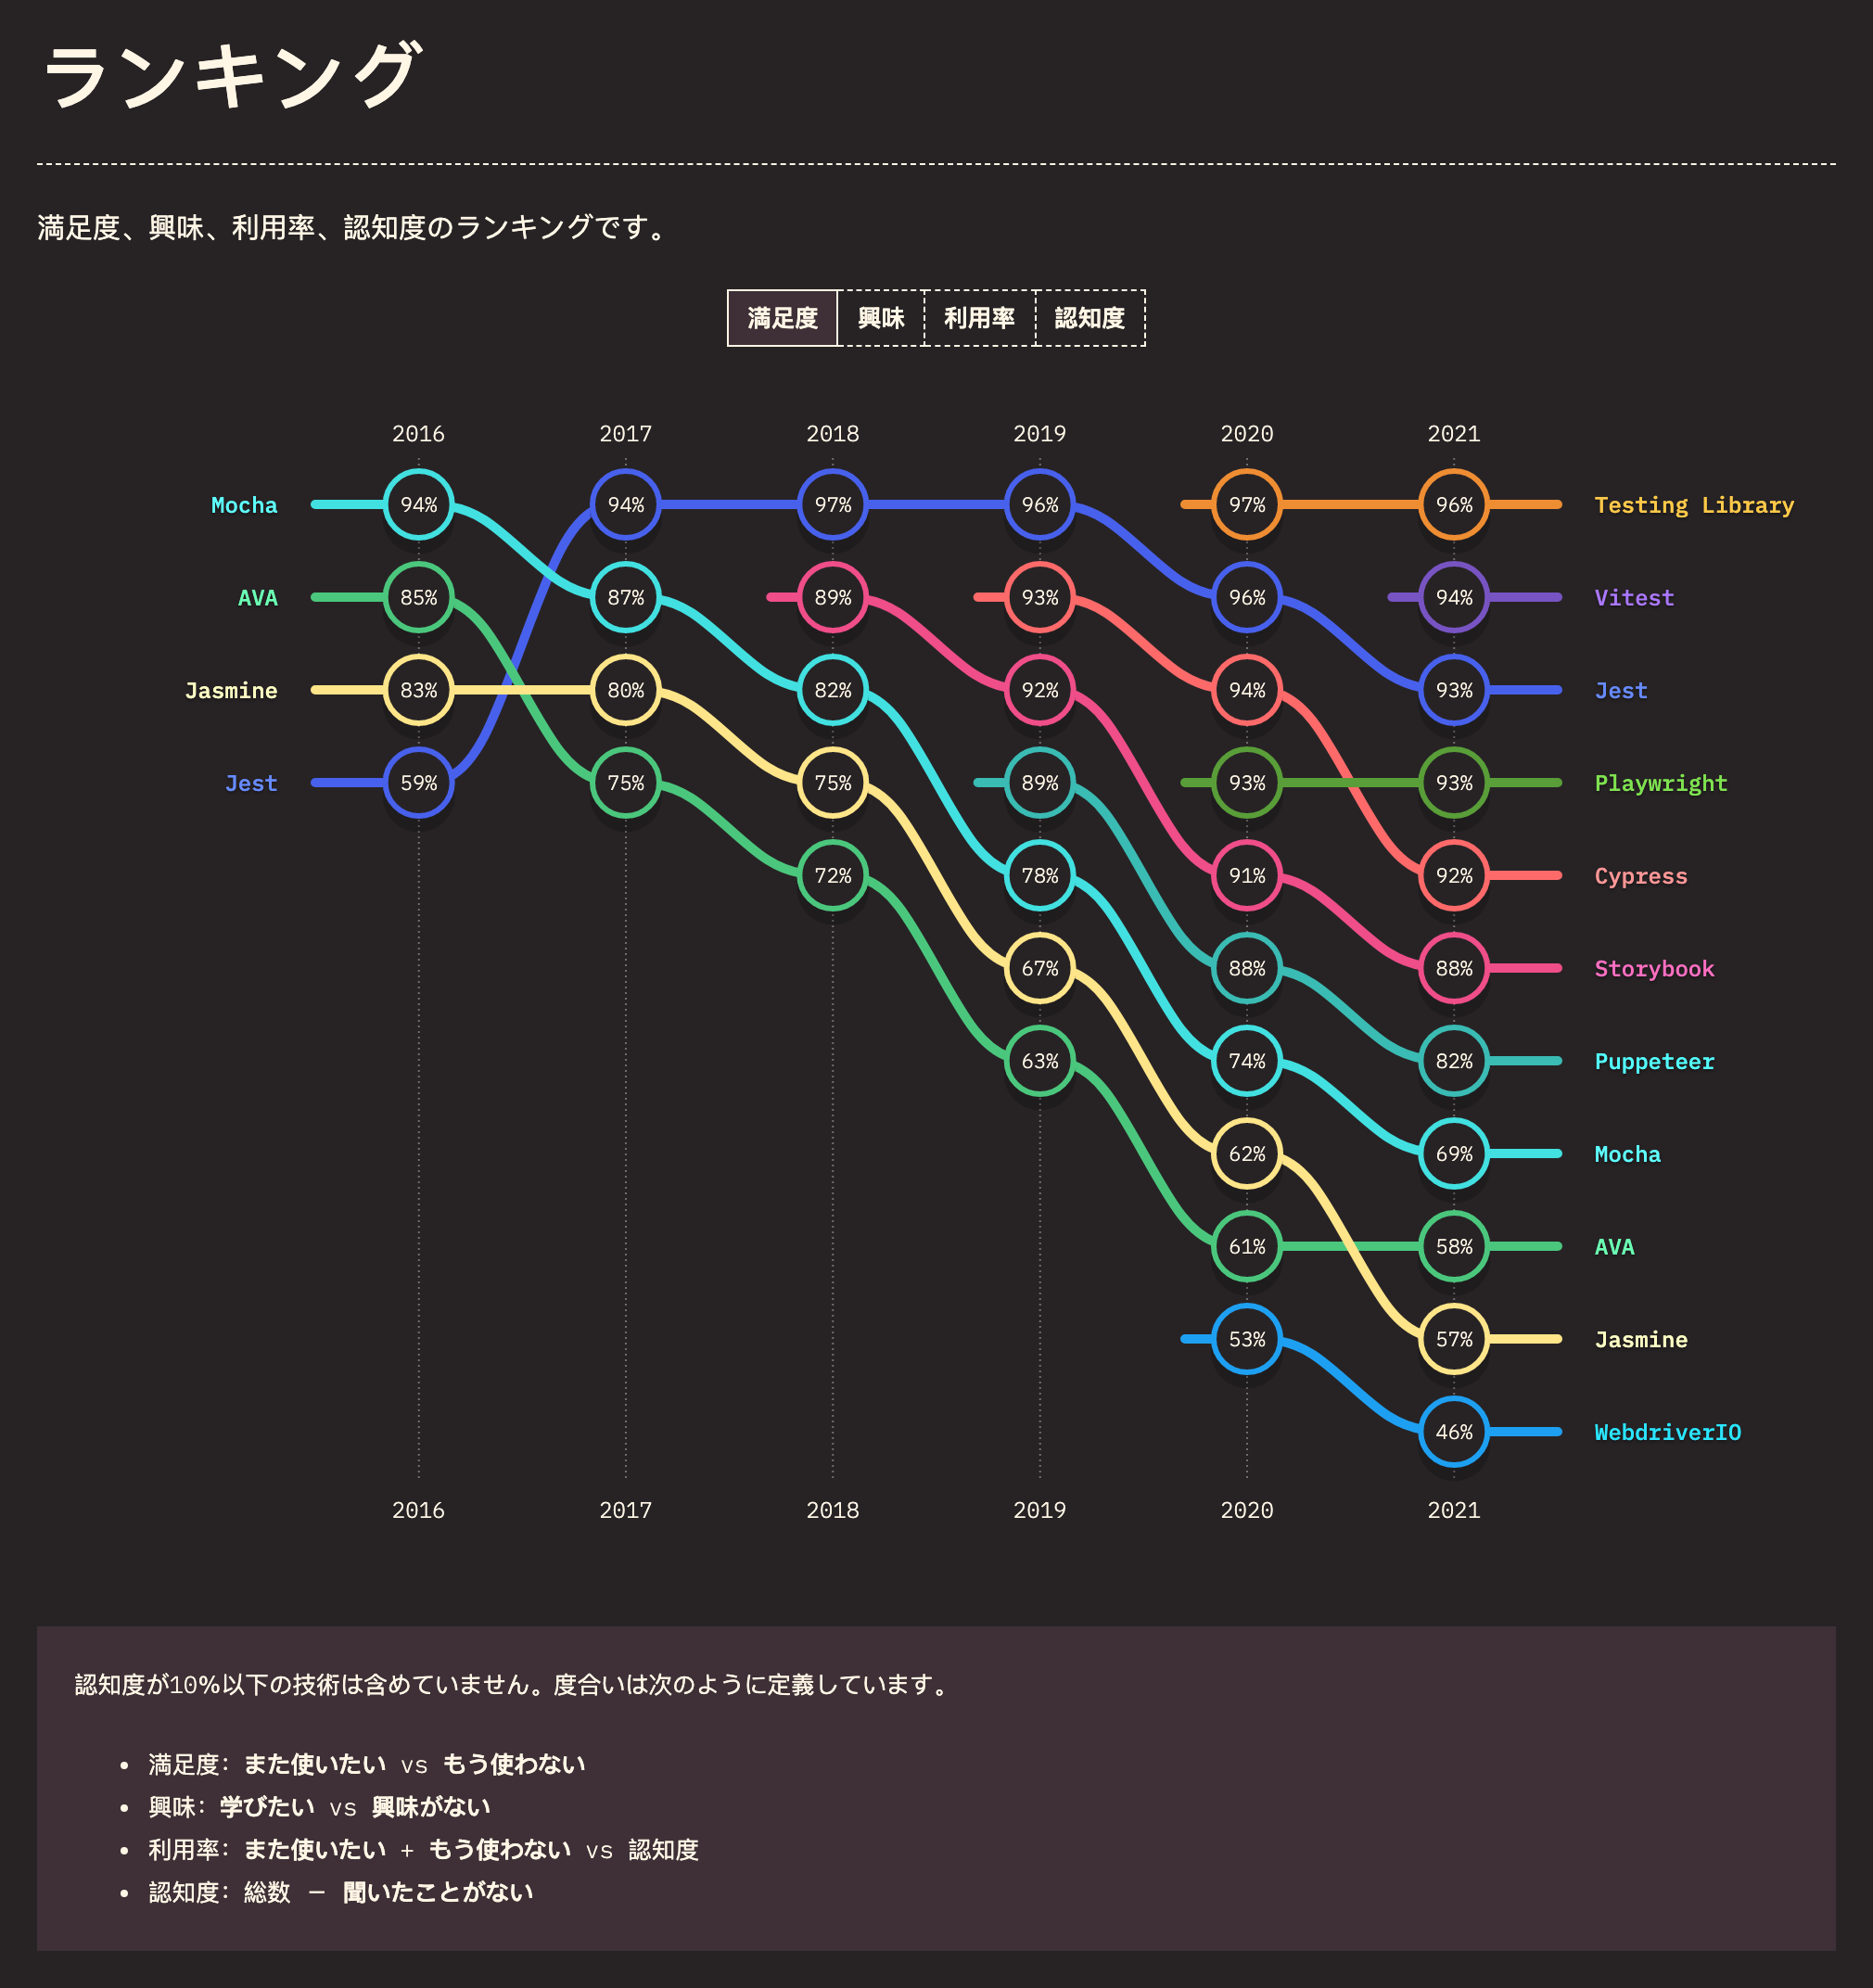 ランキング
満足度、興味、利用率、認知度のランキングです。
満足度 興味 利用率 認知度
2016 2017 2018 2019 2020 2021
Mocha 94% 94% 97% 96% 97% 96% Testing Library
AVA 85% 87% 89% 93% 96% 94% Vitest
Jasmine 83% 80% 82% 92% 94% 93% Jest
Jest 59% 75% 75% 89% 93% 93% Playwright
72% 78% 91% 92% Cypress
67% 88% 88% Storybook
63% 74% 82% Puppeteer
62% 69% Mocha
61% 58% AVA
53% 57% Jasmine
46% WebdriverIO
2016 2017 2018 2019 2020 2021
認知度が10%以下の技術は含めていません。度合いは次のように定義しています。
• 満足度: また使いたい vs もう使わない
• 興味: 学びたい vs 興味がない
• 利用率: また使いたい + もう使わない vs 認知度
• 認知度: 総数 − 聞いたことがない